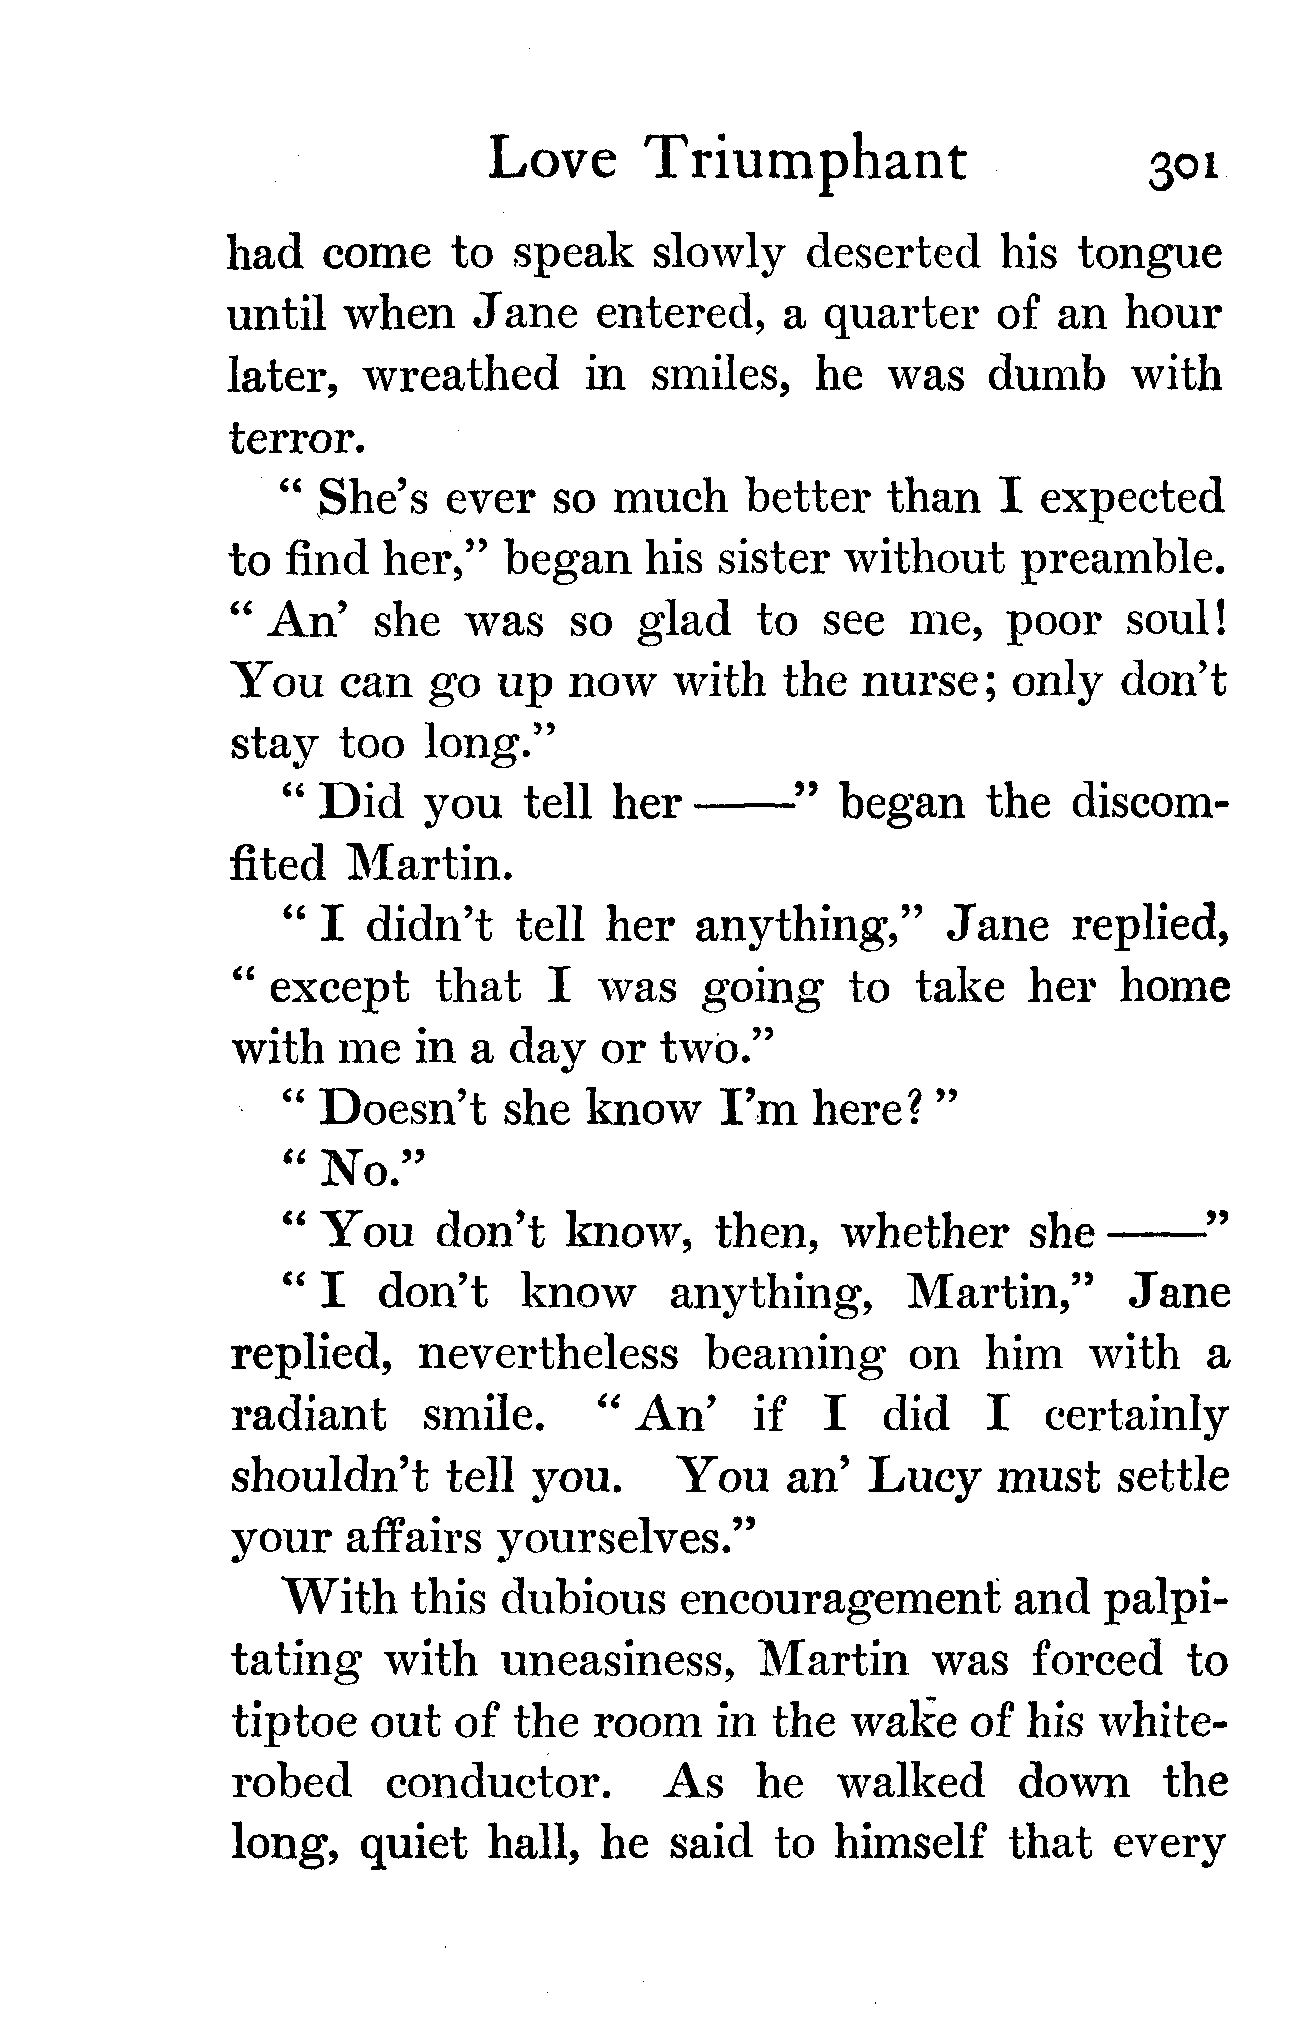 Love Triumphant 301
had come to speak slowly deserted his tongue
until when Jane entered, a quarter of an hour
later, wreathed in smiles, he was dumb with
terror.
“ She’s ever so much better than I expected
to find her,” began his sister without preamble.
“ An’ she was so glad to see me, poor soul!
You can go up now with the nurse; only don’t
stay too long.”
“ Did you tell her ——” began the discom-
fited Martin.
“ I didn’t tell her anything,” Jane replied,
“ except that I was going to take her home
with me in a day or two.”
“ Doesn’t she know I’m here? ”
“ No.”
“ You don’t know, then, whether she ——”
“ I don’t know anything, Martin,” Jane
replied, nevertheless beaming on him with a
radiant smile. “ An’ if I did I certainly
shouldn’t tell you. You an’ Lucy must settle
your affairs yourselves.”
With this dubious encouragement and palpi-
tating with uneasiness, Martin was forced to
tiptoe out of the room in the wake of his white-
robed conductor. As he walked down the
long, quiet hall, he said to himself that every